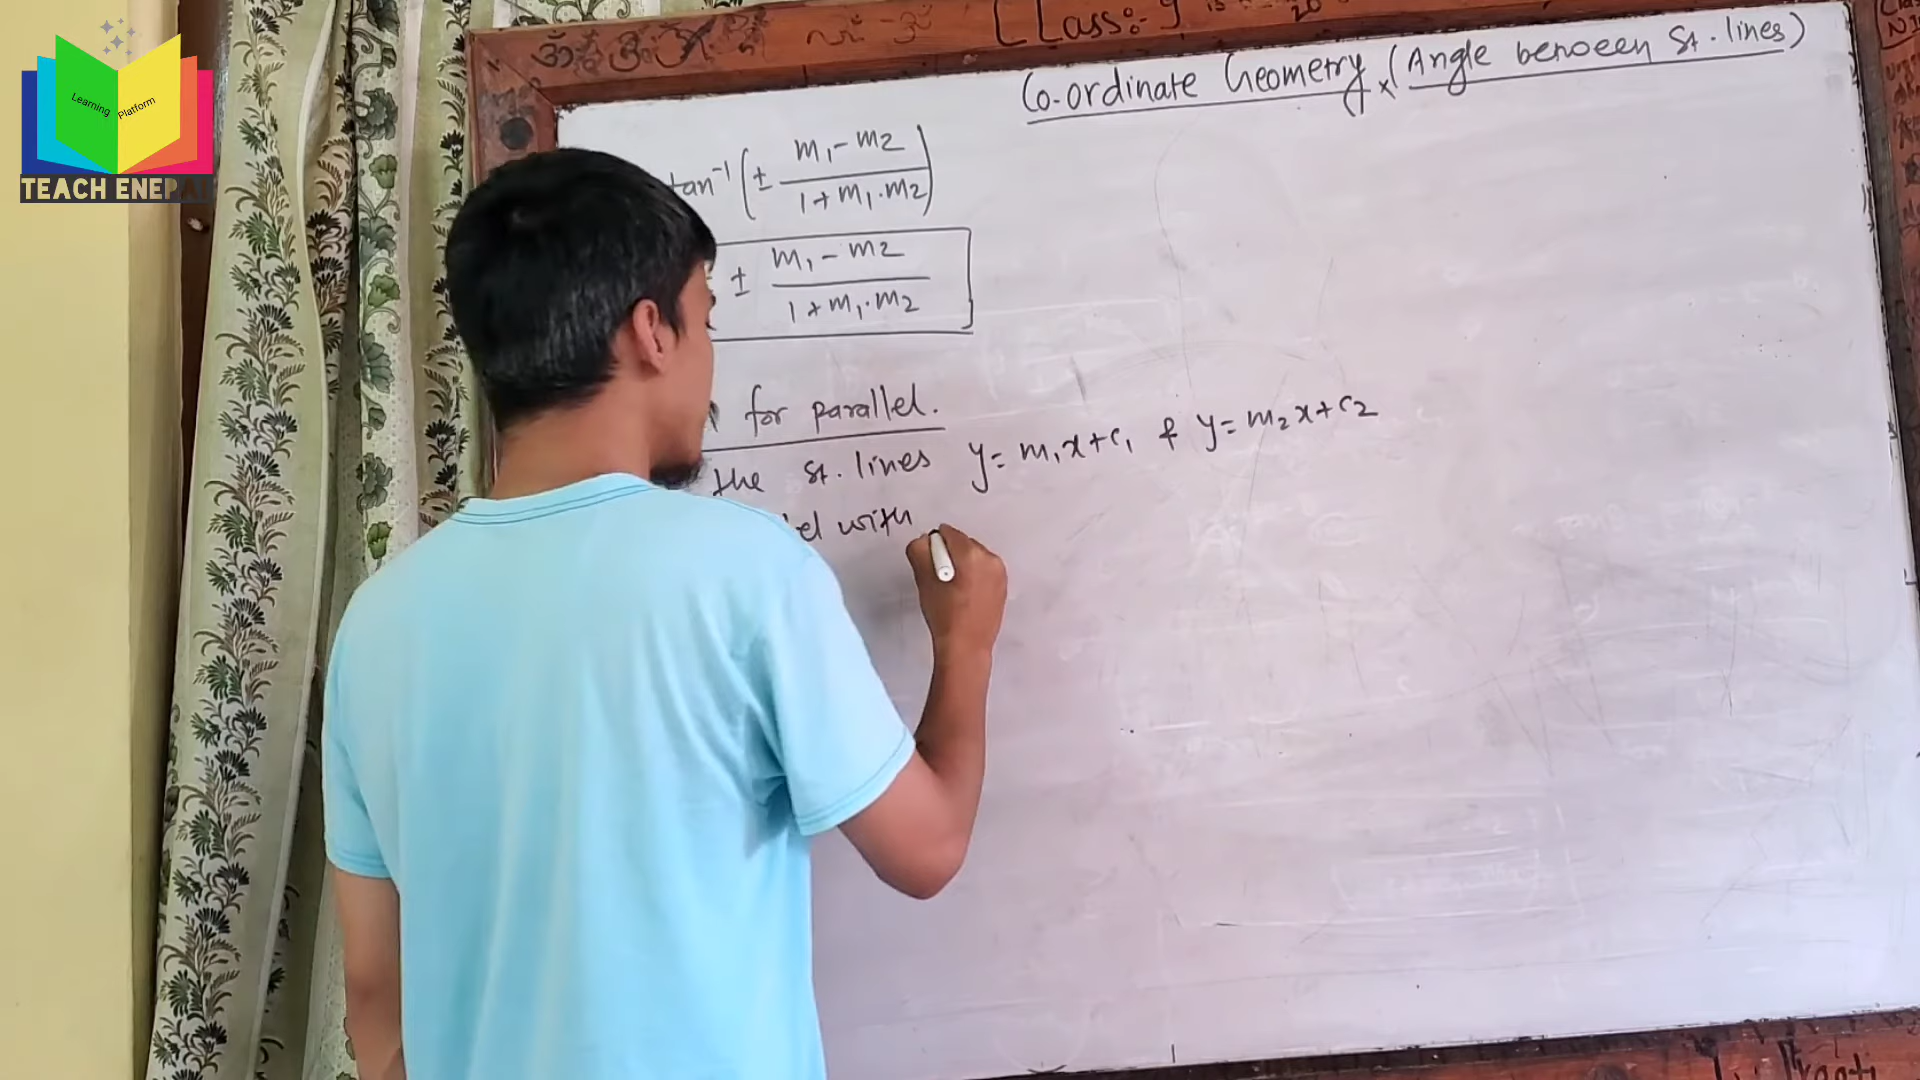 Learning Platform
TEACH ENEPA
[Class:- 9
Co-ordinate Geometry (Angle between St. lines)
tan⁻¹ (± m₁ - m₂ / 1 + m₁.m₂)
± m₁ - m₂ / 1 + m₁.m₂
for parallel.
the st. lines y = m₁x + c₁ & y = m₂x + c₂
with